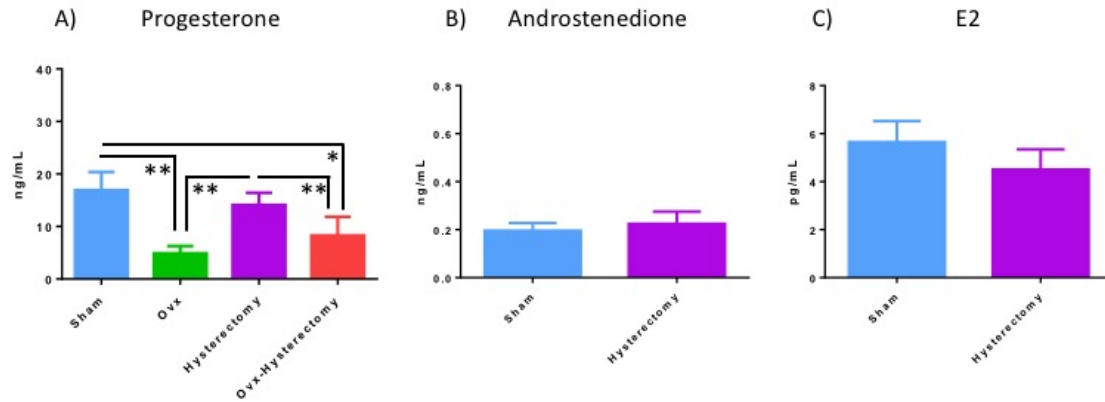 A) Progesterone
ng/mL
40
30
20
10
0
**
**
**
*
Sham
Ovx
Hysterectomy
Ovx-Hysterectomy
B) Androstenedione
ng/mL
0.8
0.6
0.4
0.2
0.0
Sham
Hysterectomy
C) E2
pg/mL
8
6
4
2
0
Sham
Hysterectomy